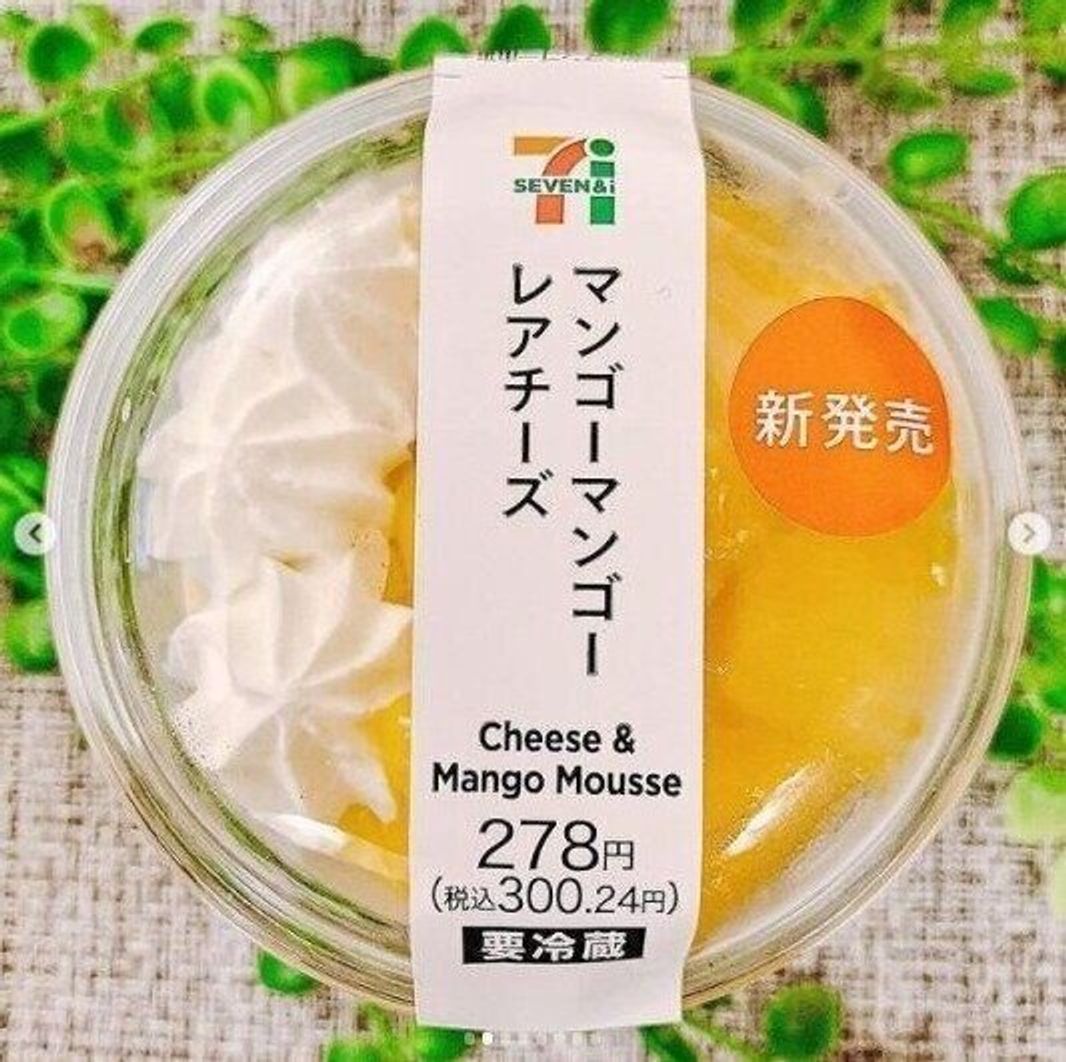 SEVEN&i
マンゴーマンゴー
レアチーズ
新発売
Cheese &
Mango Mousse
278円
(税込300.24円)
要冷蔵